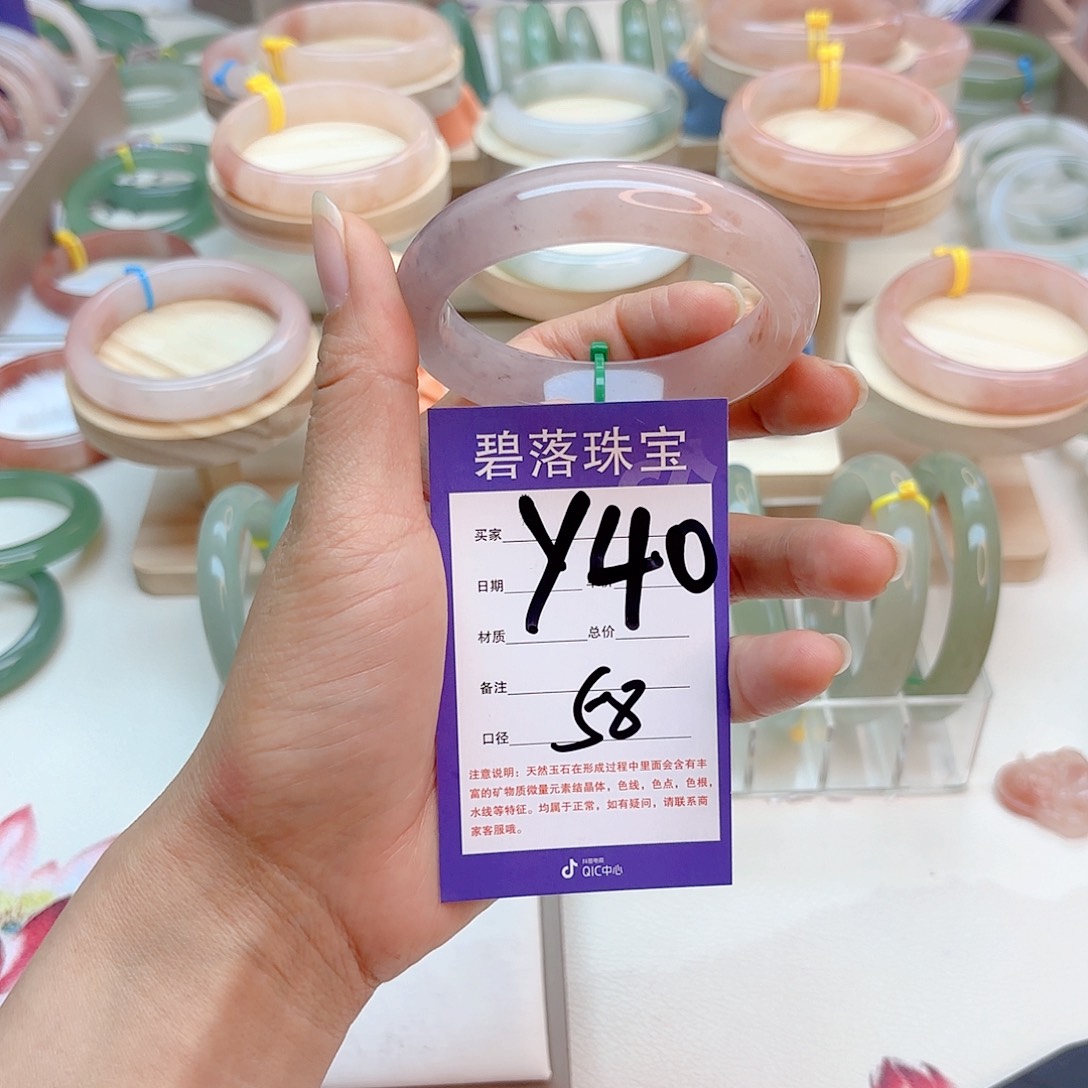 碧落珠宝
买家
Y40
日期
材质 总价
备注
58
口径
注意说明：天然玉石在形成过程中里面会含有丰
富的矿物质微量元素结晶体，色线，色点，色根，
水线等特征。均属于正常，如有疑问，请联系商
家客服哦。
抖音电商
QIC中心